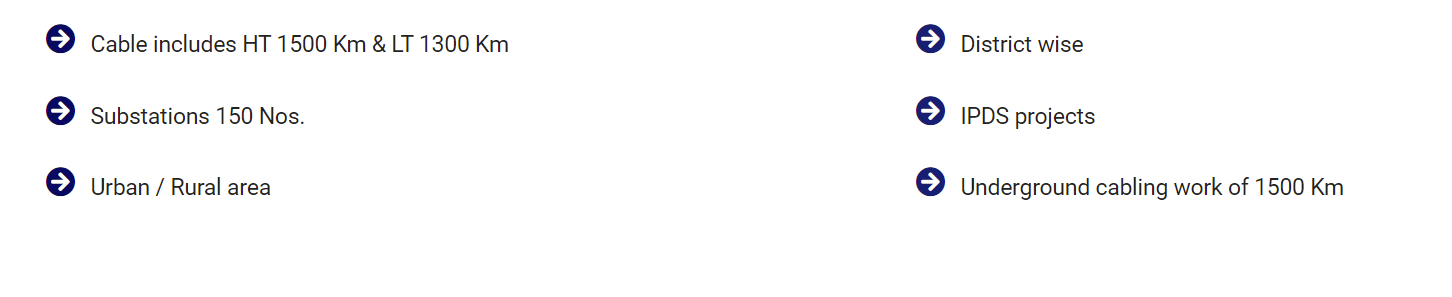 Cable includes HT 1500 Km & LT 1300 Km
Substations 150 Nos.
Urban / Rural area
District wise
IPDS projects
Underground cabling work of 1500 Km